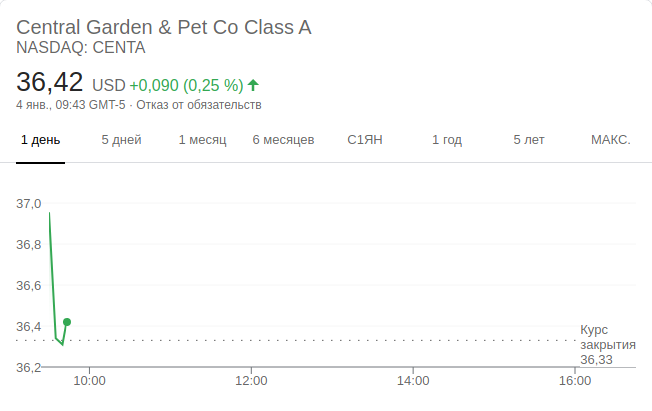 Central Garden & Pet Co Class A
NASDAQ: CENTA
36,42 USD +0,090 (0,25 %)
4 янв., 09:43 GMT-5 · Отказ от обязательств
1 день 5 дней 1 месяц 6 месяцев С1ЯН 1 год 5 лет МАКС.
37,0
36,8
36,6
36,4
Курс
закрытия
36,33
36,2
10:00 12:00 14:00 16:00